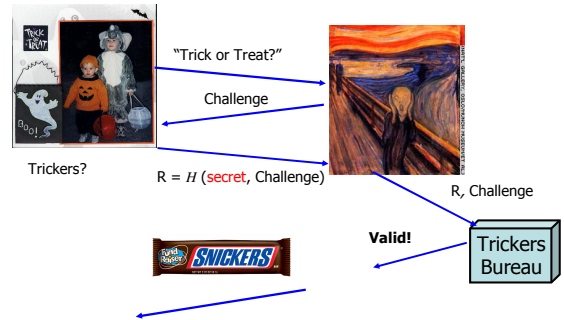 TRICK
or
TREAT
BOO!
"Trick or Treat?"
Challenge
Trickers?
R = H (secret, Challenge)
R, Challenge
Valid!
Trickers
Bureau
Fund
Raiser
SNICKERS